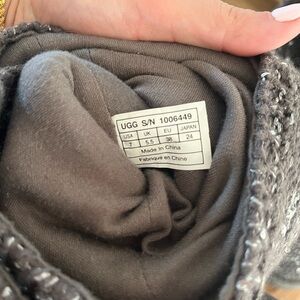 UGG S/N 1006449
USA UK EU JAPAN
7 5.5 38 24
Made in China
Fabriqué en Chine